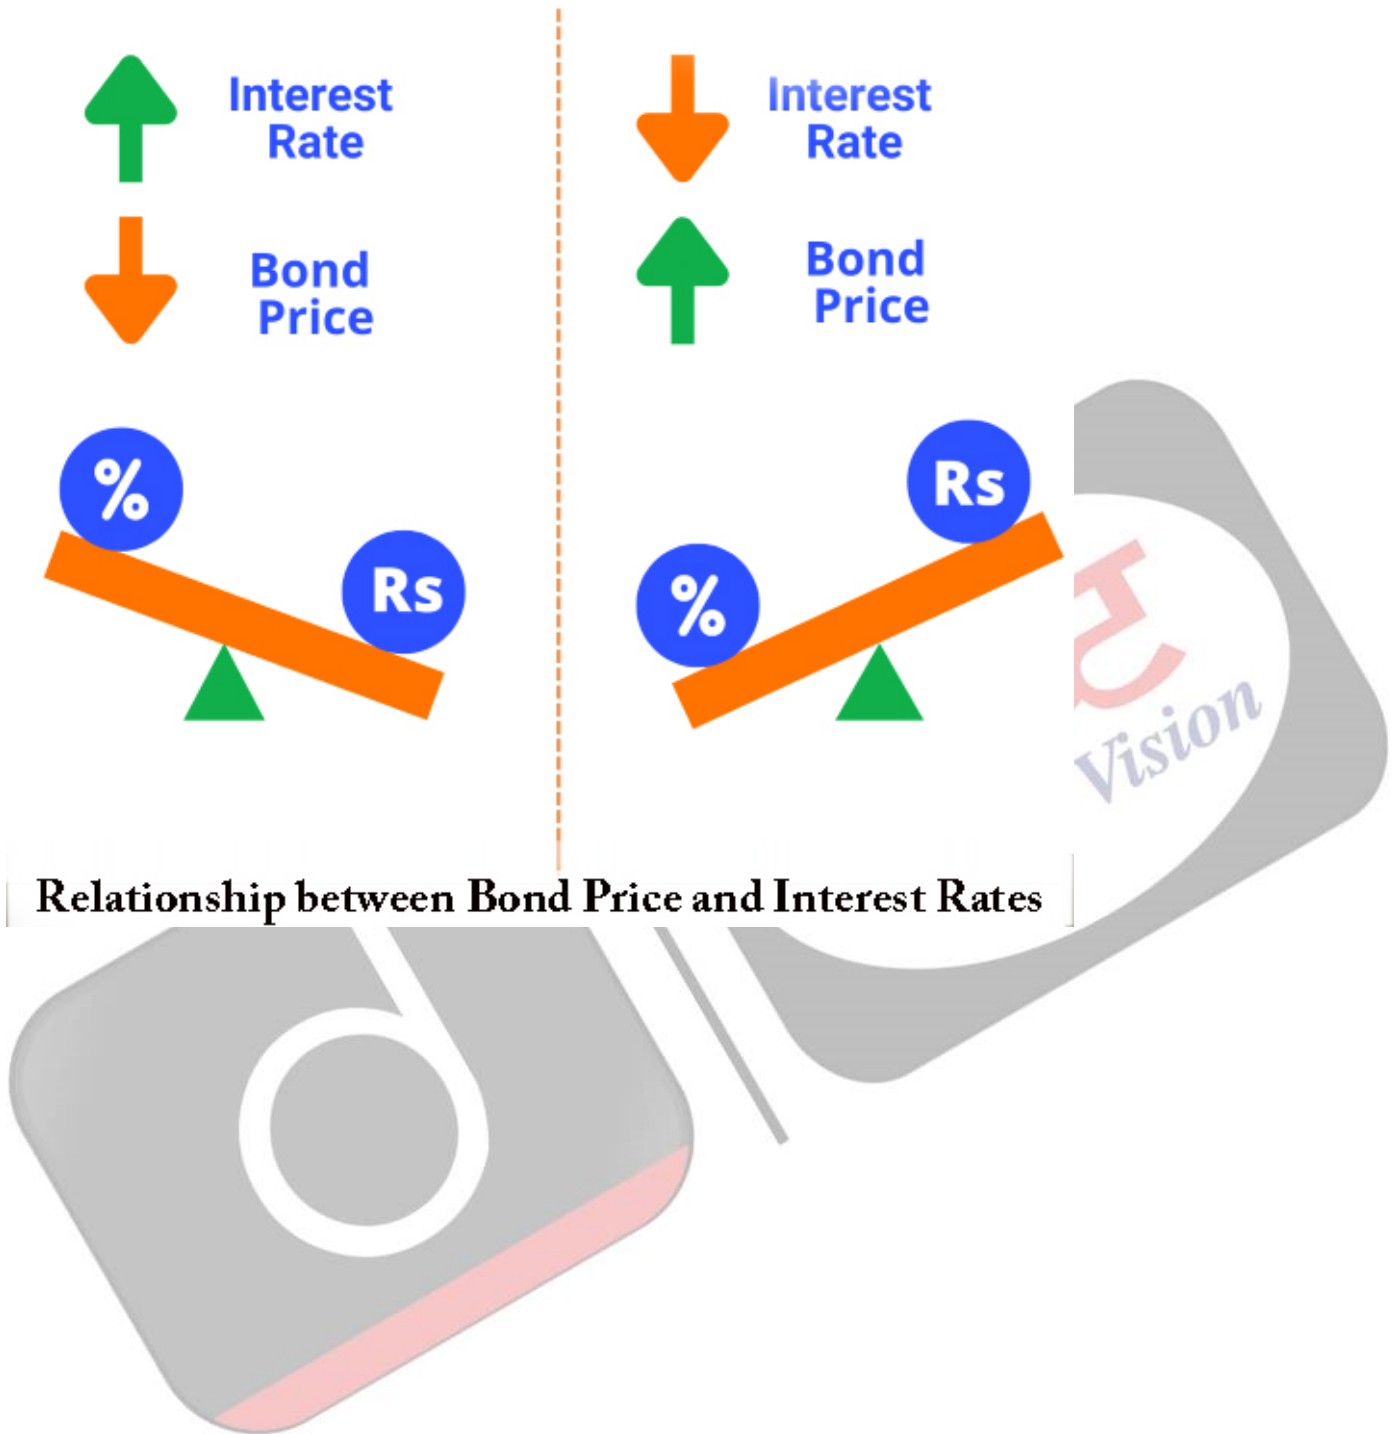 Interest
Rate
Bond
Price
%
Rs
Interest
Rate
Bond
Price
%
Rs
Relationship between Bond Price and Interest Rates
Vision